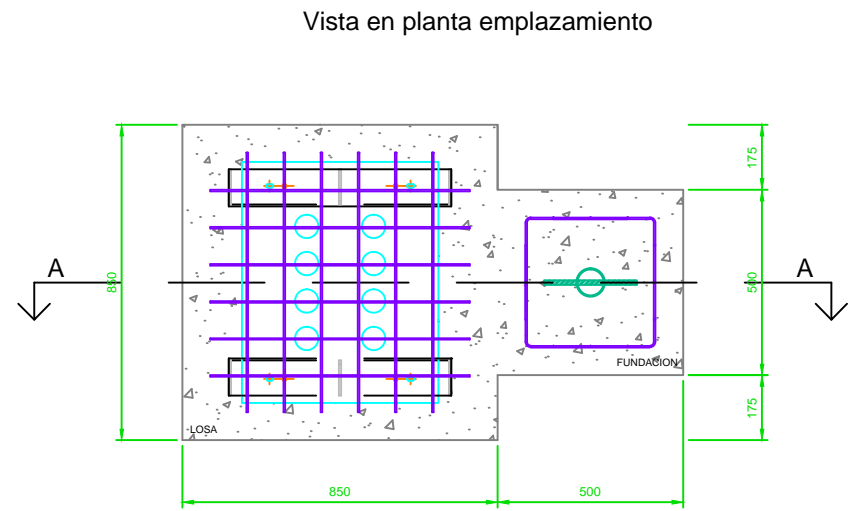 Vista en planta emplazamiento
175
A
850
500
A
FUNDACION
175
LOSA
850
500